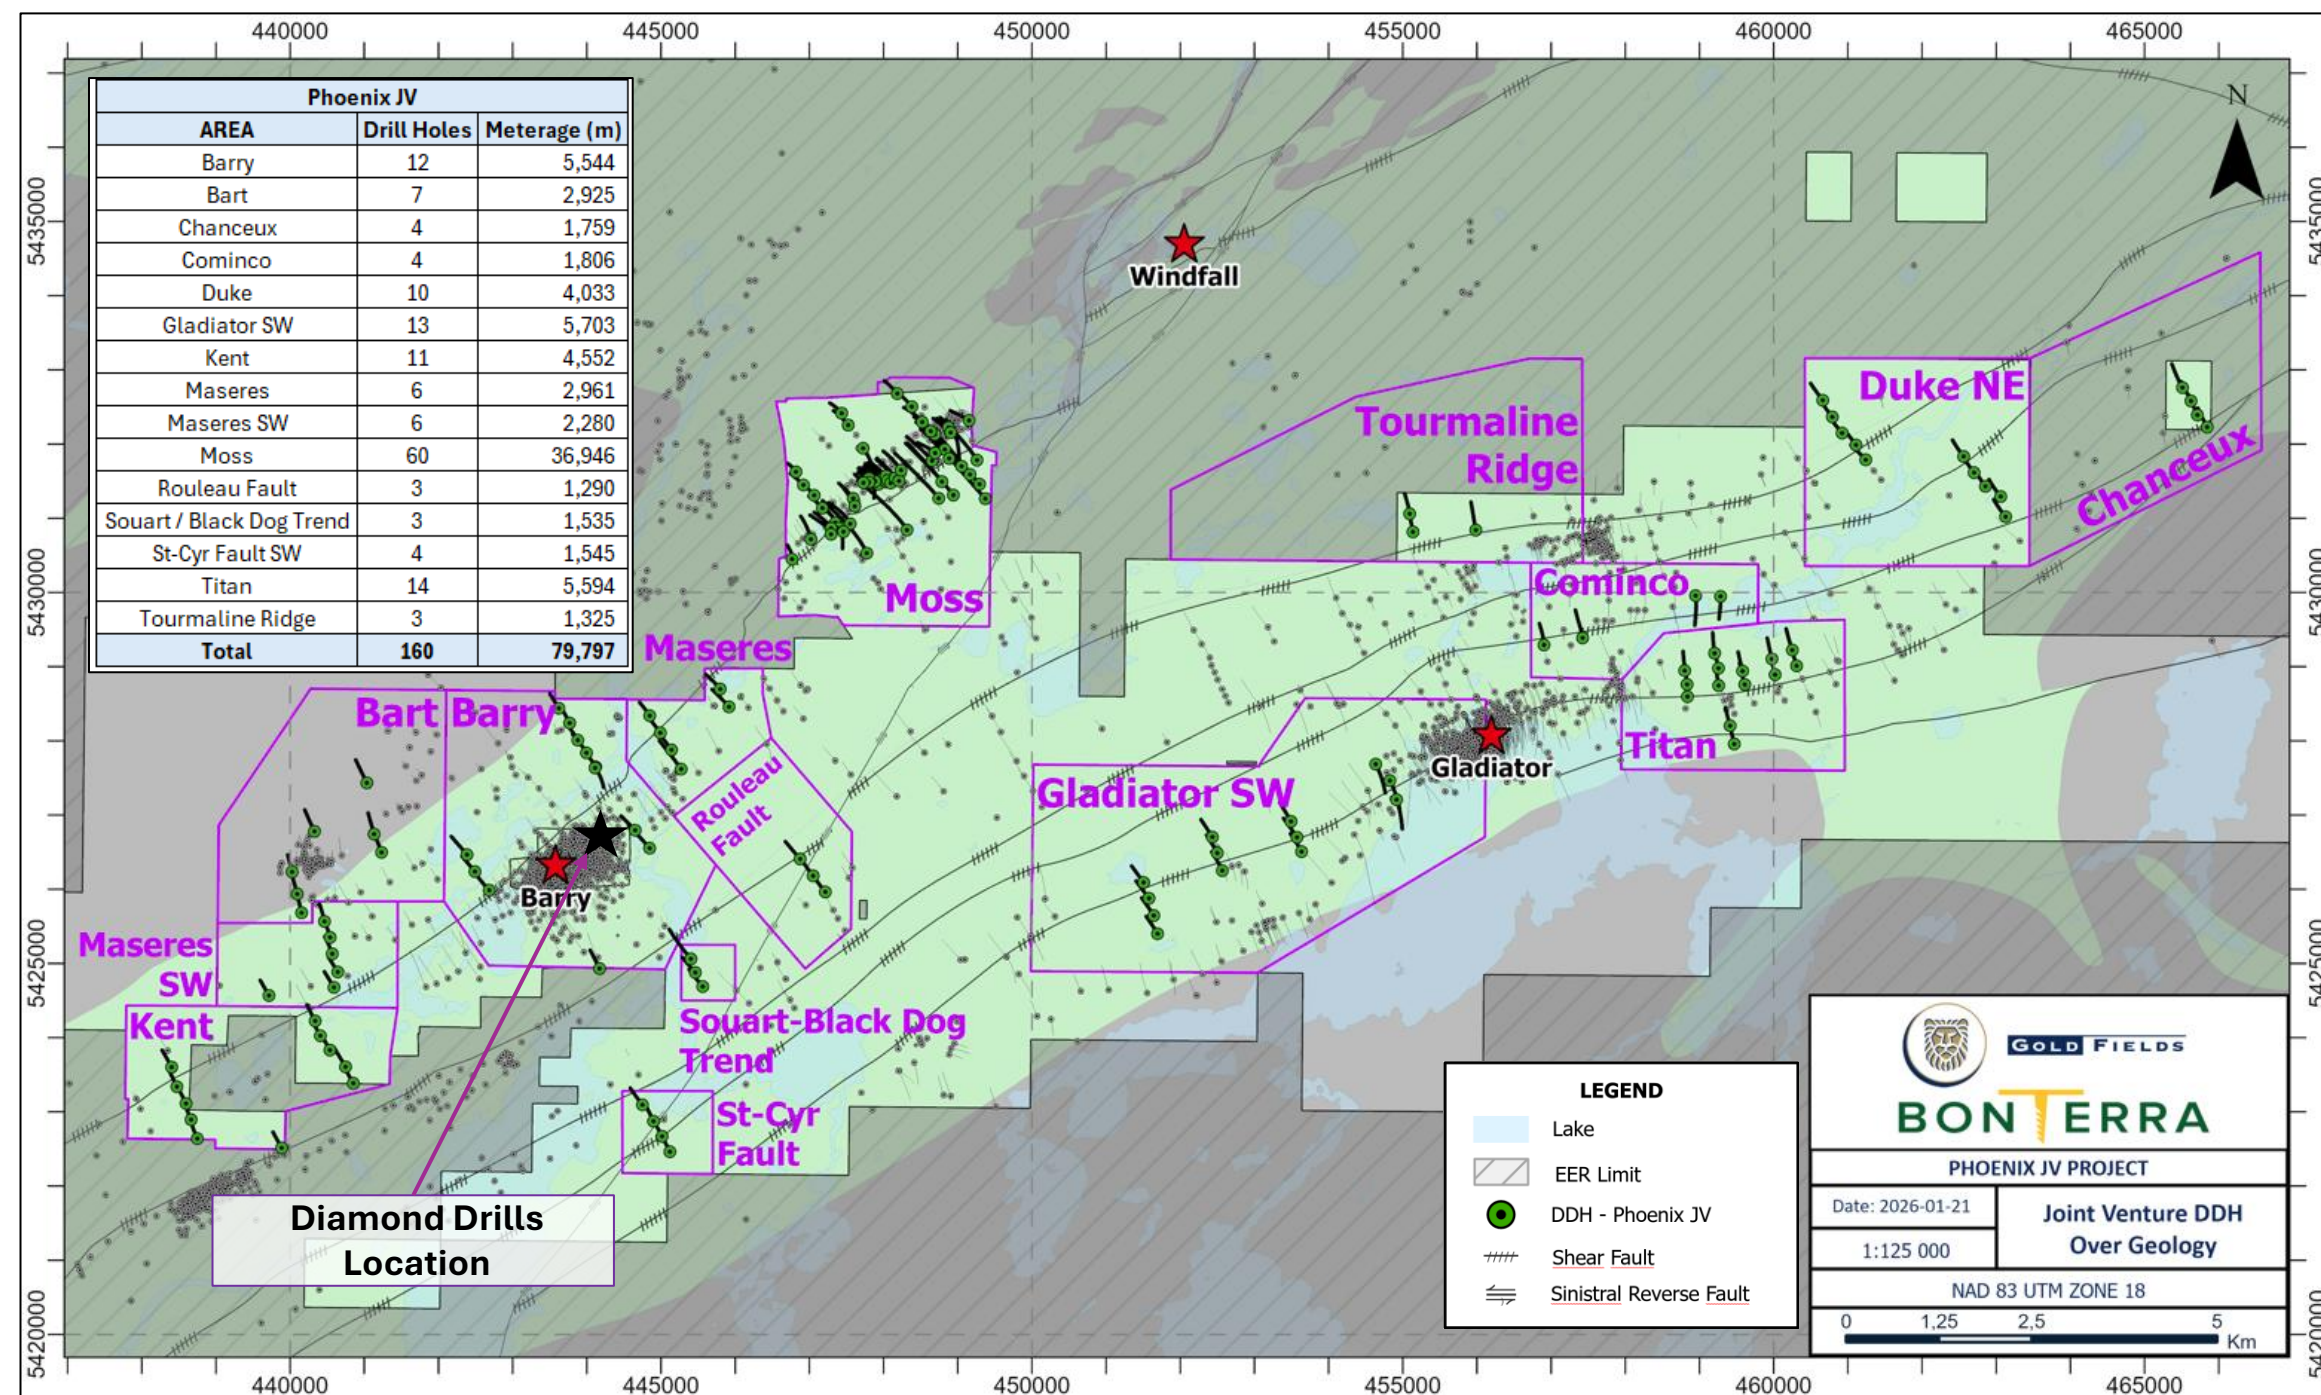 440000 445000 450000 455000 460000 465000
Phoenix JV
AREA Drill Holes Meterage (m)
Barry 12 5,544
Bart 7 2,925
Chanceux 4 1,759
Cominco 4 1,806
Duke 10 4,033
Gladiator SW 13 5,703
Kent 11 4,552
Maseres 6 2,961
Maseres SW 6 2,280
Moss 60 36,946
Rouleau Fault 3 1,290
Souart / Black Dog Trend 3 1,535
St-Cyr Fault SW 4 1,545
Titan 14 5,594
Tourmaline Ridge 3 1,325
Total 160 79,797
N
5435000
5435000
Windfall
Duke NE
Tourmaline
Ridge
Chanceux
5430000
5430000
Moss
Cominco
Maseres
Bart
Barry
Titan
Gladiator
Gladiator SW
Rouleau
Fault
Barry
Maseres
SW
5425000
5425000
Kent
Souart-Black Dog
Trend
St-Cyr
Fault
Diamond Drills
Location
LEGEND
Lake
EER Limit
DDH - Phoenix JV
Shear Fault
Sinistral Reverse Fault
GOLD FIELDS
BONTERRA
PHOENIX JV PROJECT
Date: 2026-01-21
1:125 000
Joint Venture DDH
Over Geology
NAD 83 UTM ZONE 18
0 1,25 2,5 5
Km
5420000
5420000
440000 445000 450000 455000 460000 465000